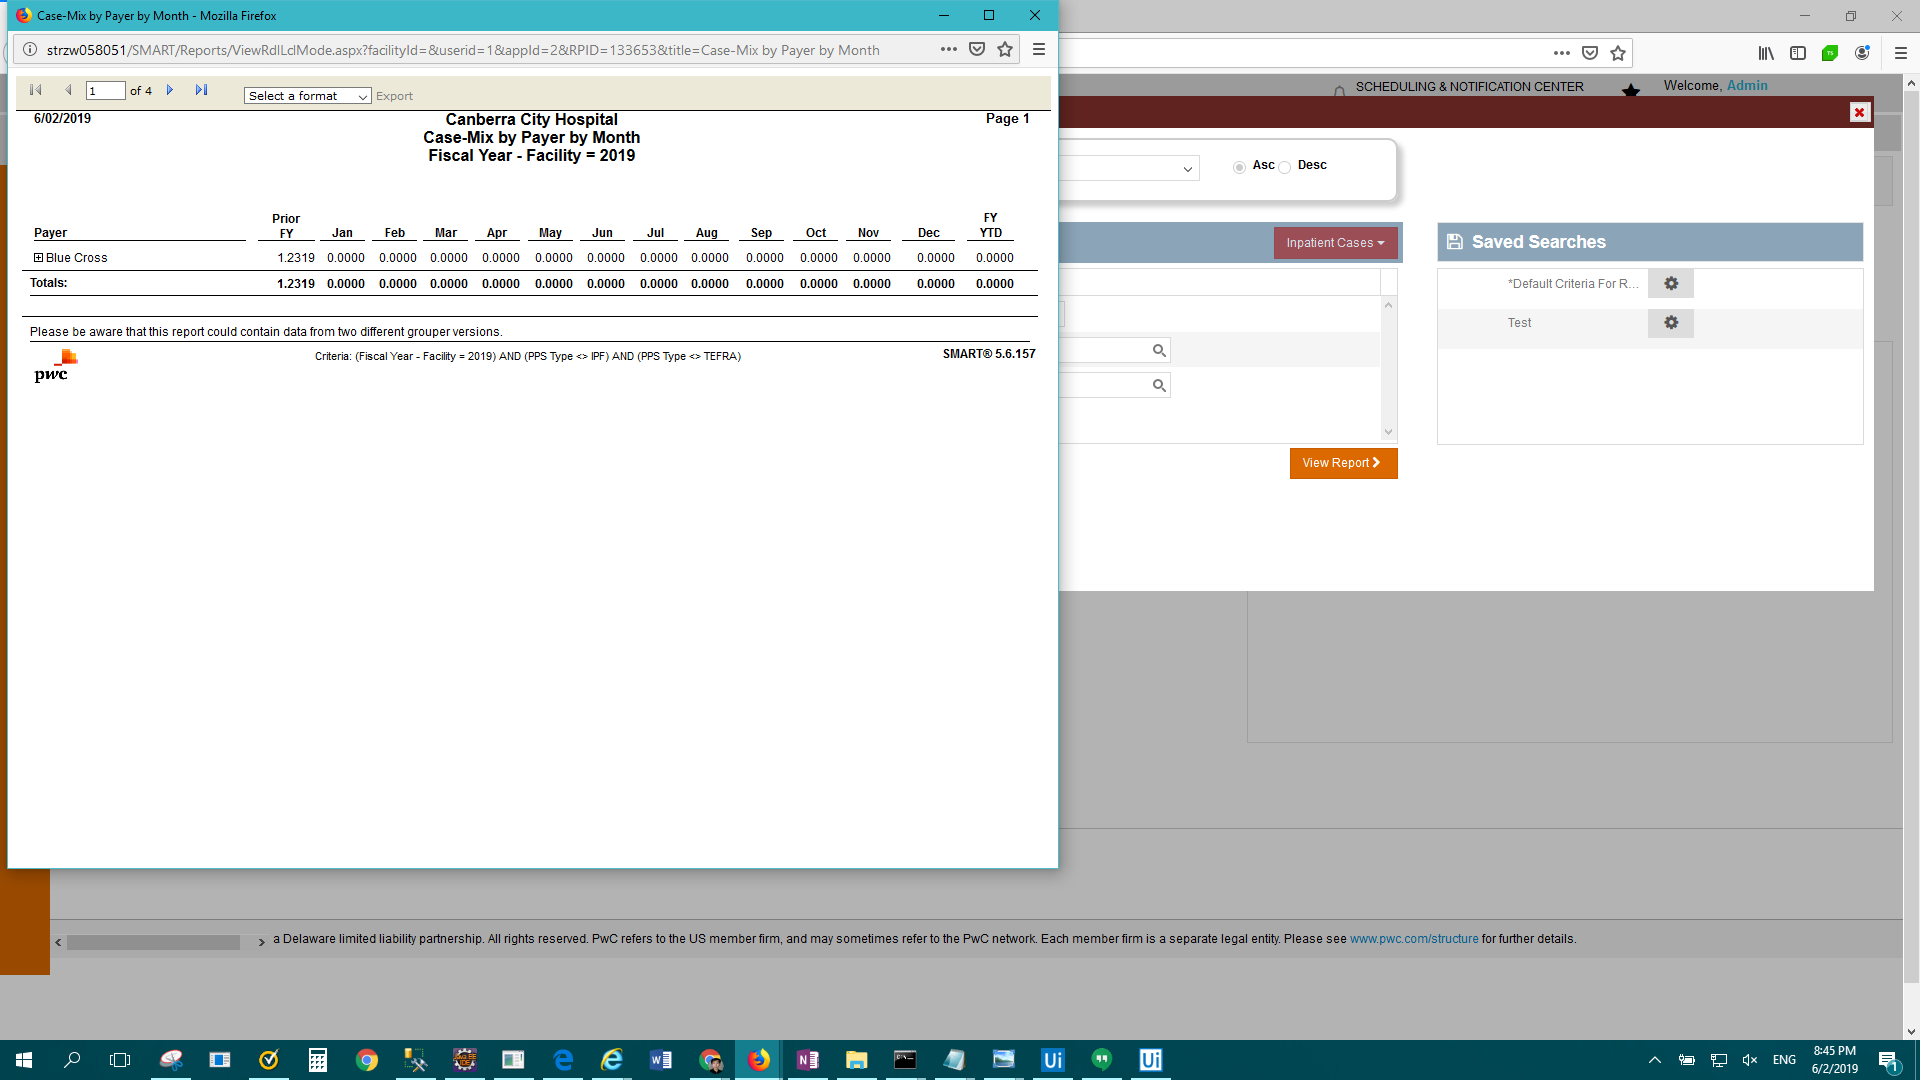 Case-Mix by Payer by Month - Mozilla Firefox
strzw058051/SMART/Reports/ViewRdlLclMode.aspx?facilityId=&userid=1&appId=2&RPID=133653&title=Case-Mix by Payer by Month
1 of 4 Select a format Export
6/02/2019 Canberra City Hospital Page 1
Case-Mix by Payer by Month
Fiscal Year - Facility = 2019
Payer Prior FY Jan Feb Mar Apr May Jun Jul Aug Sep Oct Nov Dec FY YTD
Blue Cross 1.2319 0.0000 0.0000 0.0000 0.0000 0.0000 0.0000 0.0000 0.0000 0.0000 0.0000 0.0000 0.0000 0.0000
Totals: 1.2319 0.0000 0.0000 0.0000 0.0000 0.0000 0.0000 0.0000 0.0000 0.0000 0.0000 0.0000 0.0000 0.0000
Please be aware that this report could contain data from two different grouper versions.
pwc
Criteria: (Fiscal Year - Facility = 2019) AND (PPS Type <> IPF) AND (PPS Type <> TEFRA)
SMART® 5.6.157
SCHEDULING & NOTIFICATION CENTER
Welcome, Admin
Asc Desc
Inpatient Cases
Saved Searches
*Default Criteria For R...
Test
View Report
a Delaware limited liability partnership. All rights reserved. PwC refers to the US member firm, and may sometimes refer to the PwC network. Each member firm is a separate legal entity. Please see www.pwc.com/structure for further details.
ENG
8:45 PM
6/2/2019
1